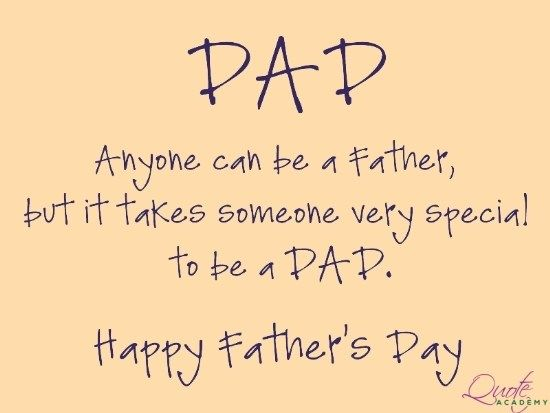 DAD
Anyone can be a Father,
but it takes someone very special
to be a DAD.
Happy Father's Day
Quote
ACADEMY